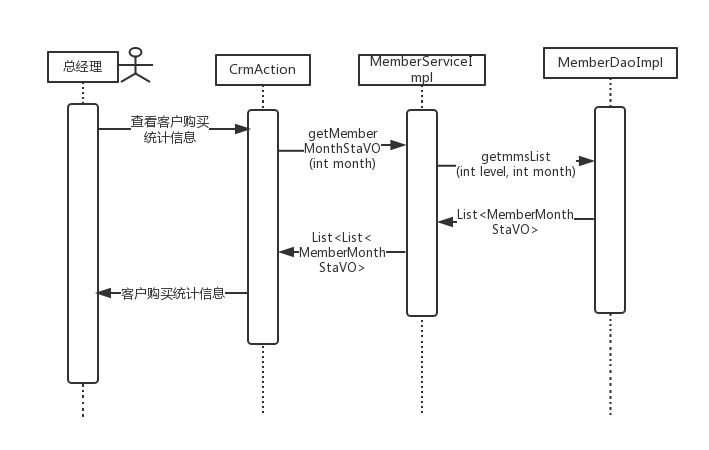 总经理
CrmAction
MemberServiceI
mpl
MemberDaoImpl
查看客户购买
统计信息
getMember
MonthStaVO
(int month)
getmmsList
(int level, int month)
List<MemberMonth
StaVO>
List<List<
MemberMonth
StaVO>
客户购买统计信息